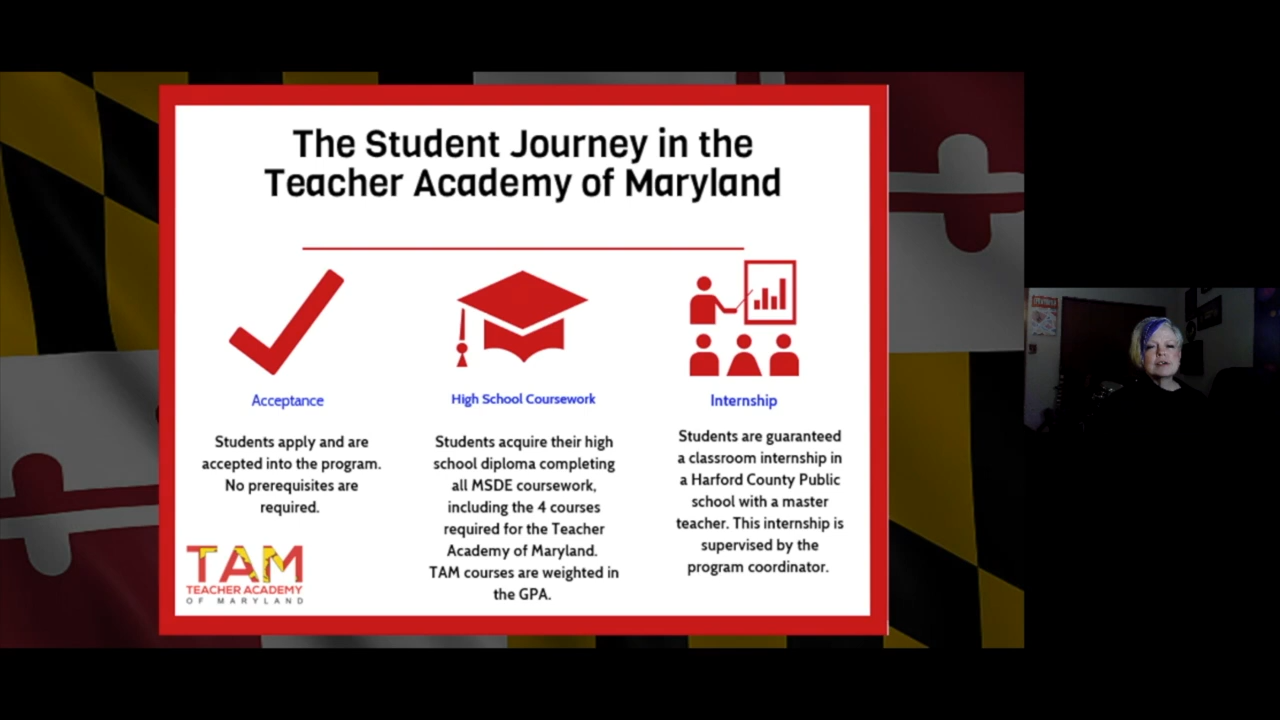 The Student Journey in the
Teacher Academy of Maryland
Acceptance
Students apply and are
accepted into the program.
No prerequisites are
required.
High School Coursework
Students acquire their high
school diploma completing
all MSDE coursework,
including the 4 courses
required for the Teacher
Academy of Maryland.
TAM courses are weighted in
the GPA.
Internship
Students are guaranteed
a classroom internship in
a Harford County Public
school with a master
teacher. This internship is
supervised by the
program coordinator.
TAM
TEACHER ACADEMY
OF MARYLAND